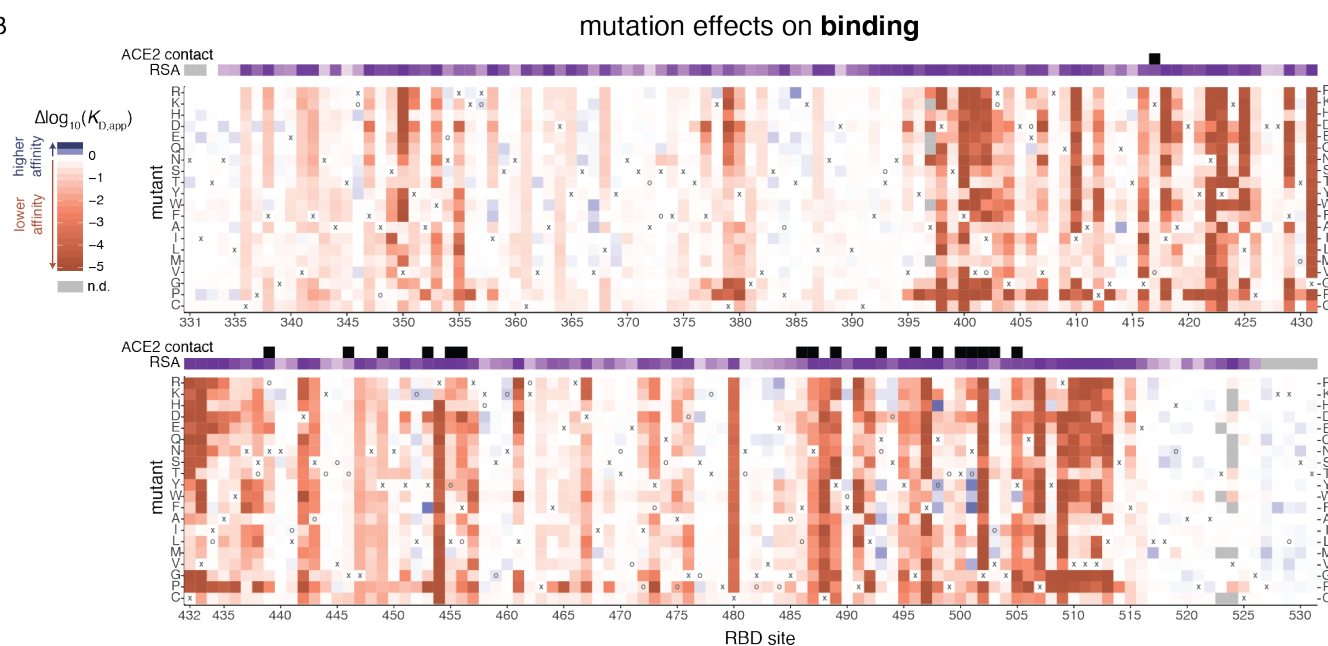 B
mutation effects on binding
ACE2 contact
RSA
Δlog10(KD,app)
higher affinity
lower affinity
0
−1
−2
−3
−4
−5
n.d.
mutant
R
K
H
D
E
Q
N
S
T
Y
W
F
A
I
L
M
V
G
P
C
331 335 340 345 350 355 360 365 370 375 380 385 390 395 400 405 410 415 420 425 431
ACE2 contact
RSA
mutant
R
K
H
D
E
Q
N
S
T
Y
W
F
A
I
L
M
V
G
P
C
432 435 440 445 450 455 460 465 470 475 480 485 490 495 500 505 510 515 520 525 530
RBD site